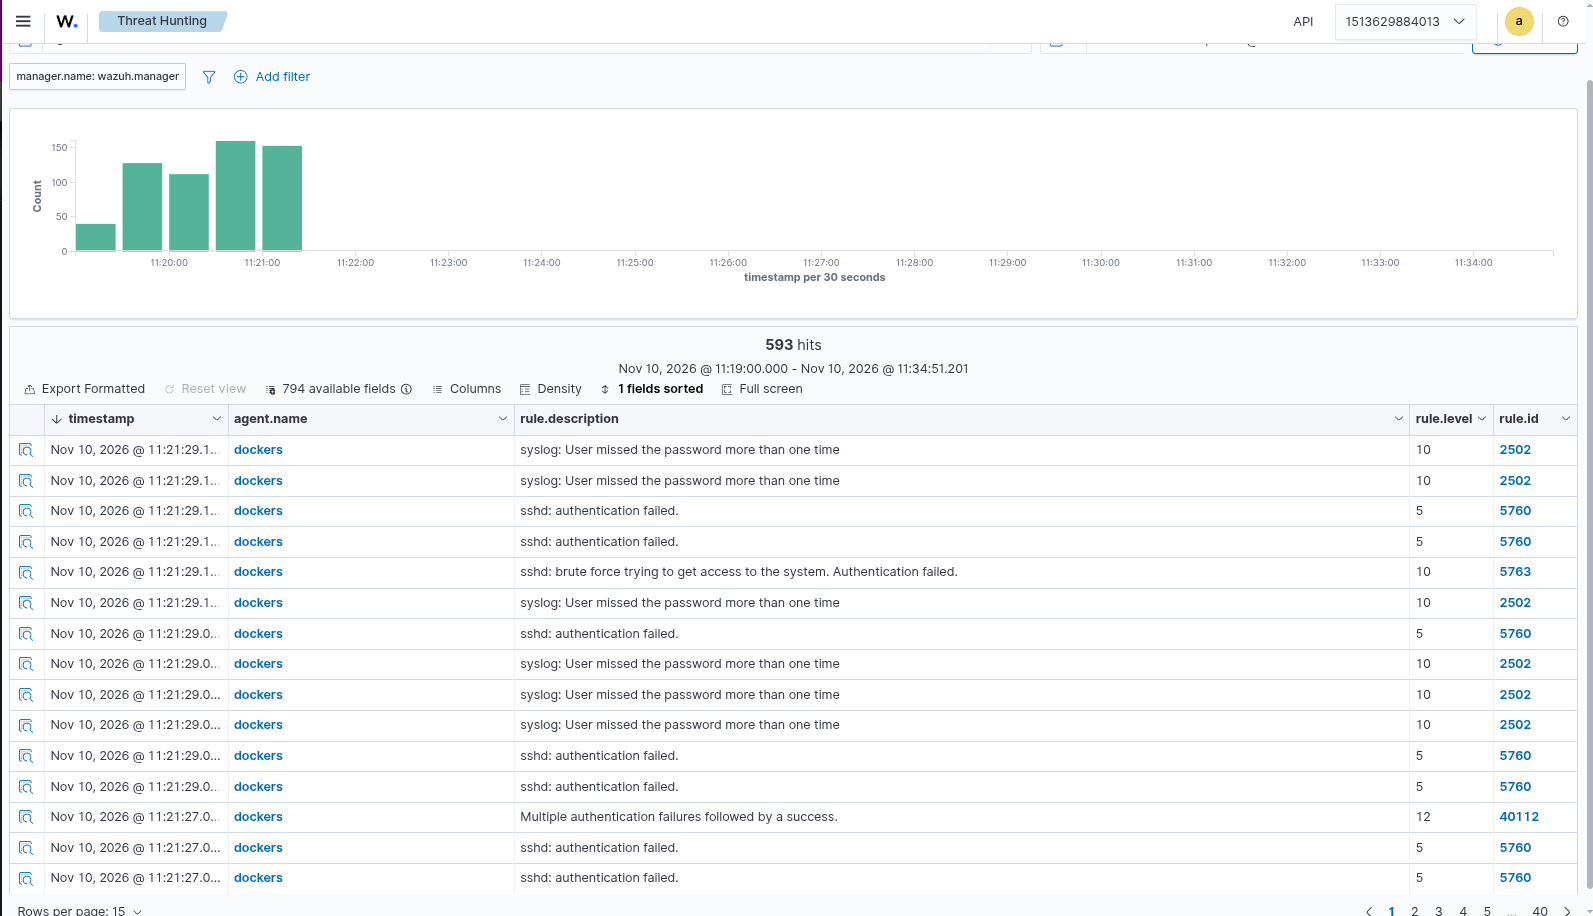 W. Threat Hunting API 1513629884013 a
manager.name: wazuh.manager Add filter
150
100
50
0
Count
11:20:00 11:21:00 11:22:00 11:23:00 11:24:00 11:25:00 11:26:00 11:27:00 11:28:00 11:29:00 11:30:00 11:31:00 11:32:00 11:33:00 11:34:00
timestamp per 30 seconds
593 hits
Nov 10, 2026 @ 11:19:00.000 - Nov 10, 2026 @ 11:34:51.201
Export Formatted Reset view 794 available fields Columns Density 1 fields sorted Full screen
timestamp agent.name rule.description rule.level rule.id
Nov 10, 2026 @ 11:21:29.1... dockers syslog: User missed the password more than one time 10 2502
Nov 10, 2026 @ 11:21:29.1... dockers syslog: User missed the password more than one time 10 2502
Nov 10, 2026 @ 11:21:29.1... dockers sshd: authentication failed. 5 5760
Nov 10, 2026 @ 11:21:29.1... dockers sshd: authentication failed. 5 5760
Nov 10, 2026 @ 11:21:29.1... dockers sshd: brute force trying to get access to the system. Authentication failed. 10 5763
Nov 10, 2026 @ 11:21:29.1... dockers syslog: User missed the password more than one time 10 2502
Nov 10, 2026 @ 11:21:29.0... dockers sshd: authentication failed. 5 5760
Nov 10, 2026 @ 11:21:29.0... dockers syslog: User missed the password more than one time 10 2502
Nov 10, 2026 @ 11:21:29.0... dockers syslog: User missed the password more than one time 10 2502
Nov 10, 2026 @ 11:21:29.0... dockers syslog: User missed the password more than one time 10 2502
Nov 10, 2026 @ 11:21:29.0... dockers sshd: authentication failed. 5 5760
Nov 10, 2026 @ 11:21:29.0... dockers sshd: authentication failed. 5 5760
Nov 10, 2026 @ 11:21:27.0... dockers Multiple authentication failures followed by a success. 12 40112
Nov 10, 2026 @ 11:21:27.0... dockers sshd: authentication failed. 5 5760
Nov 10, 2026 @ 11:21:27.0... dockers sshd: authentication failed. 5 5760
Rows per page: 15 1 2 3 4 5 ... 40